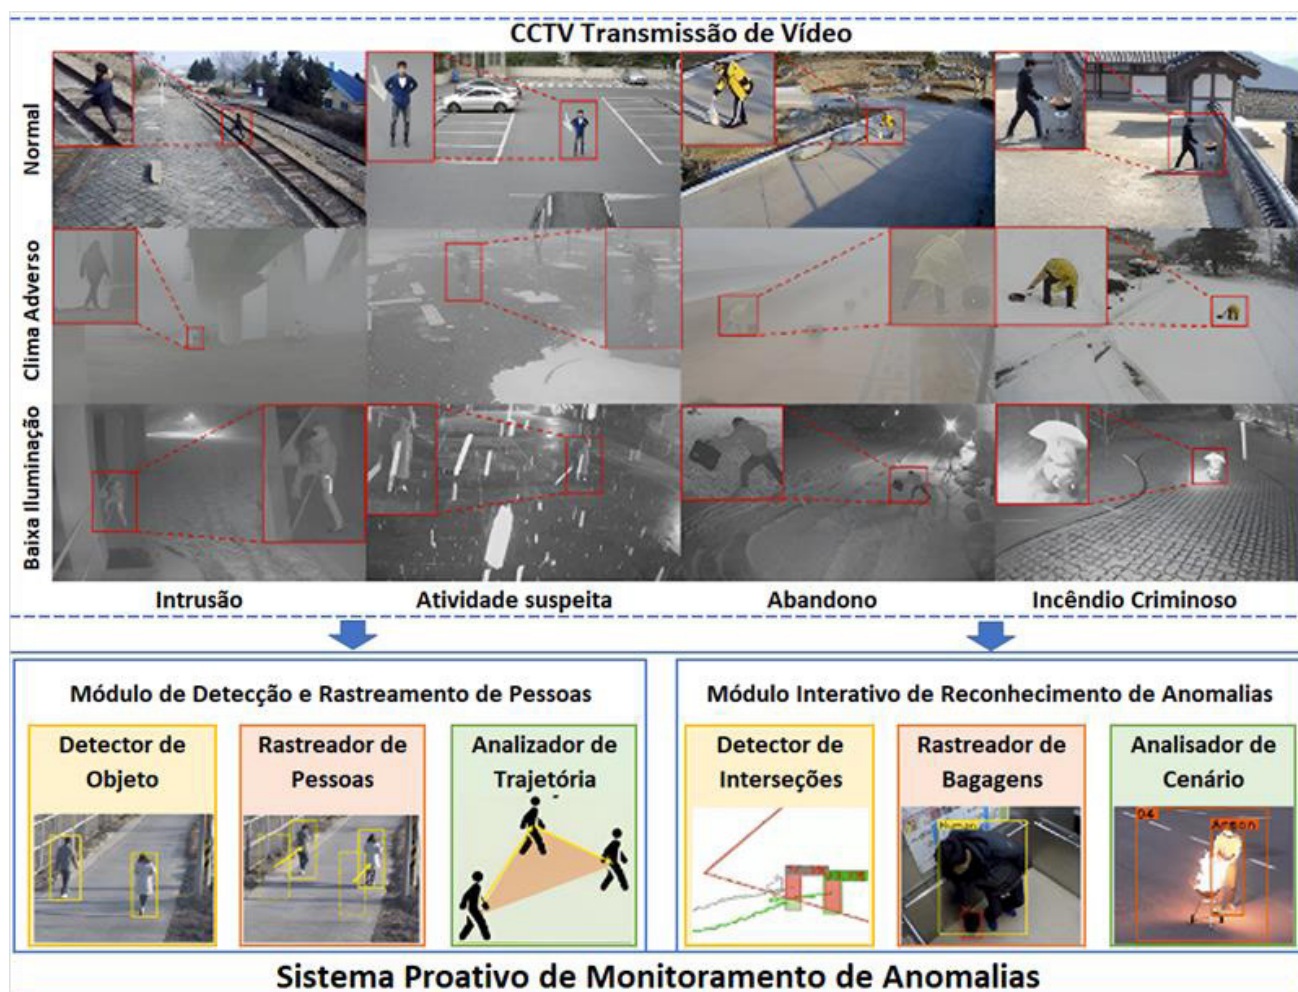 CCTV Transmissão de Vídeo
Normal
Clima Adverso
Baixa Iluminação
Intrusão
Atividade suspeita
Abandono
Incêndio Criminoso
Módulo de Detecção e Rastreamento de Pessoas
Detector de
Objeto
Rastreador de
Pessoas
Analizador de
Trajetória
Módulo Interativo de Reconhecimento de Anomalias
Detector de
Interseções
Rastreador de
Bagagens
Human
Analisador de
Cenário
04
Arson
Sistema Proativo de Monitoramento de Anomalias